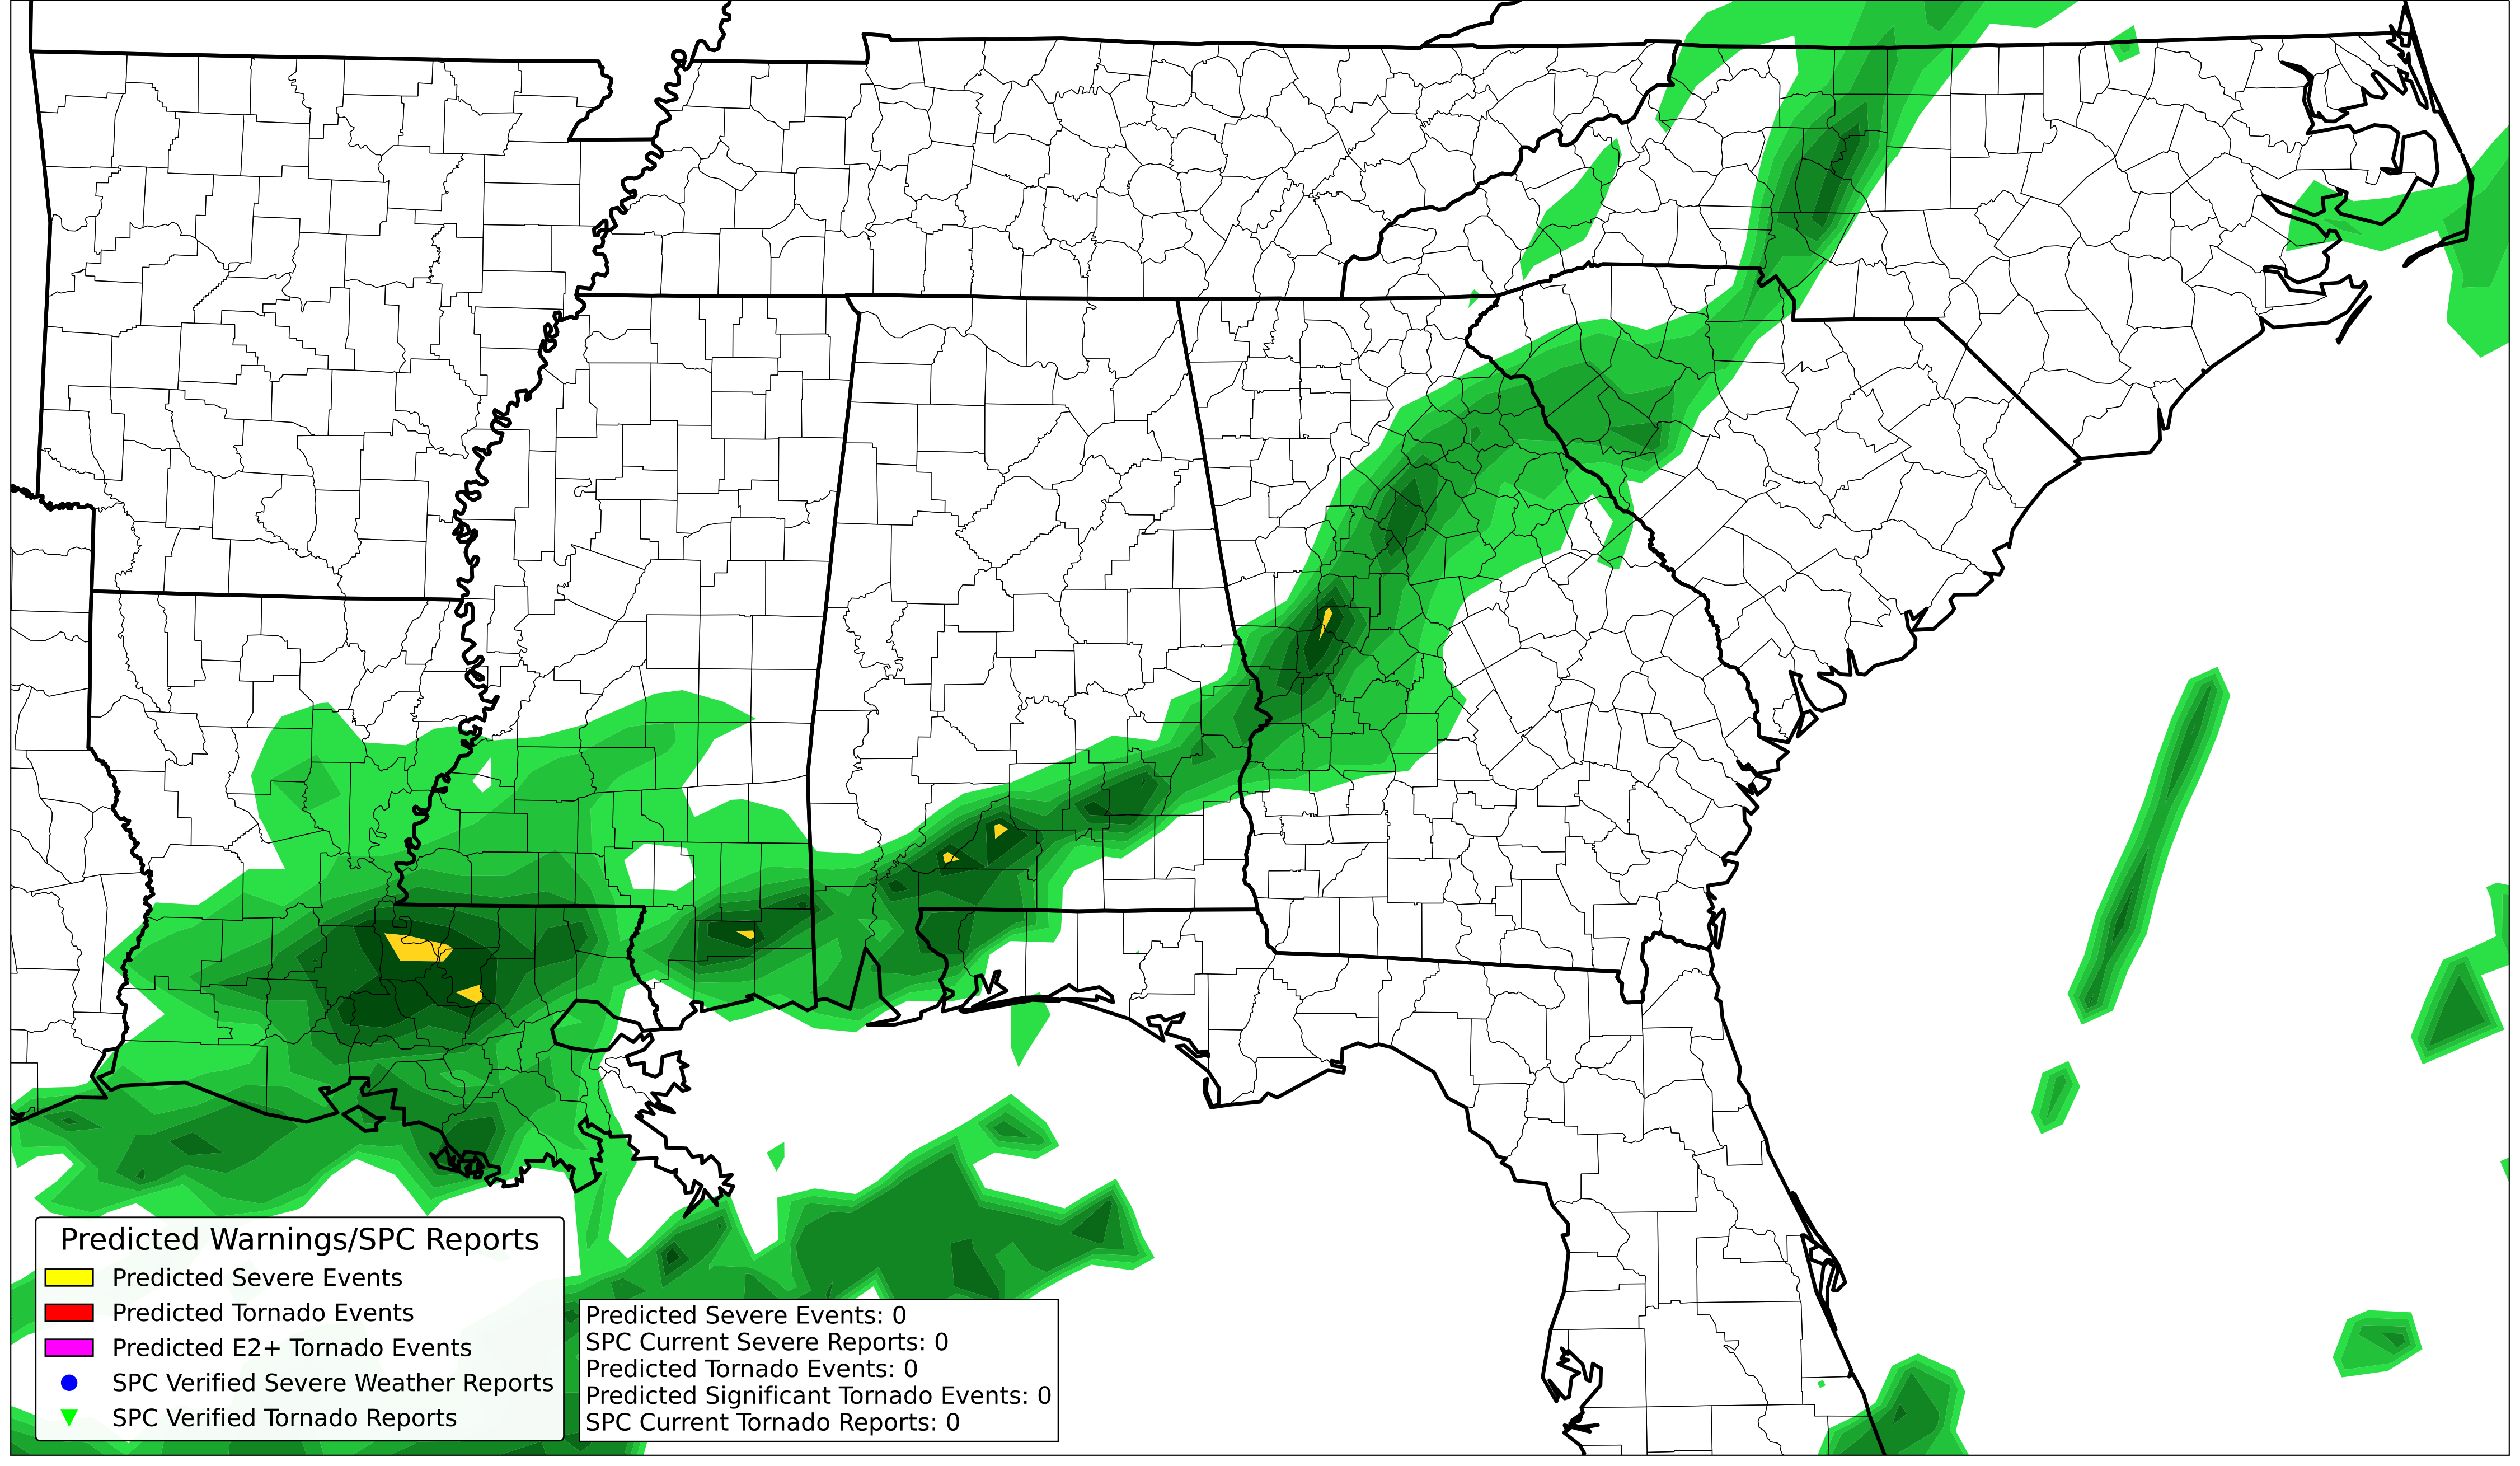 Predicted Warnings/SPC Reports
Predicted Severe Events
Predicted Tornado Events
Predicted E2+ Tornado Events
SPC Verified Severe Weather Reports
SPC Verified Tornado Reports
Predicted Severe Events: 0
SPC Current Severe Reports: 0
Predicted Tornado Events: 0
Predicted Significant Tornado Events: 0
SPC Current Tornado Reports: 0